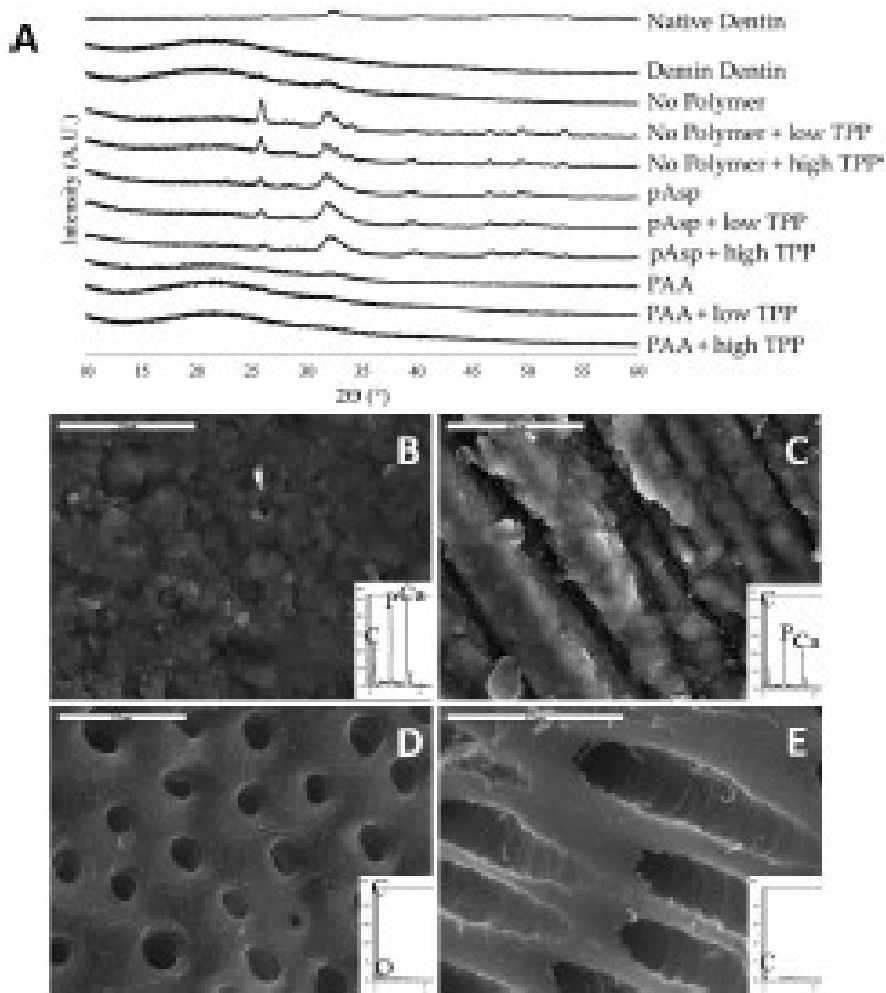 A
Native Dentin
Demin Dentin
No Polymer
No Polymer + low TPP
No Polymer + high TPP*
pAsp
pAsp + low TPP
pAsp + high TPP
PAA
PAA + low TPP
PAA + high TPP
Intensity (A.U.)
10 15 20 25 30 35 40 45 50 55 60
2Θ (°)
B
C P Ca
C
C P Ca
D
C
O
E
C